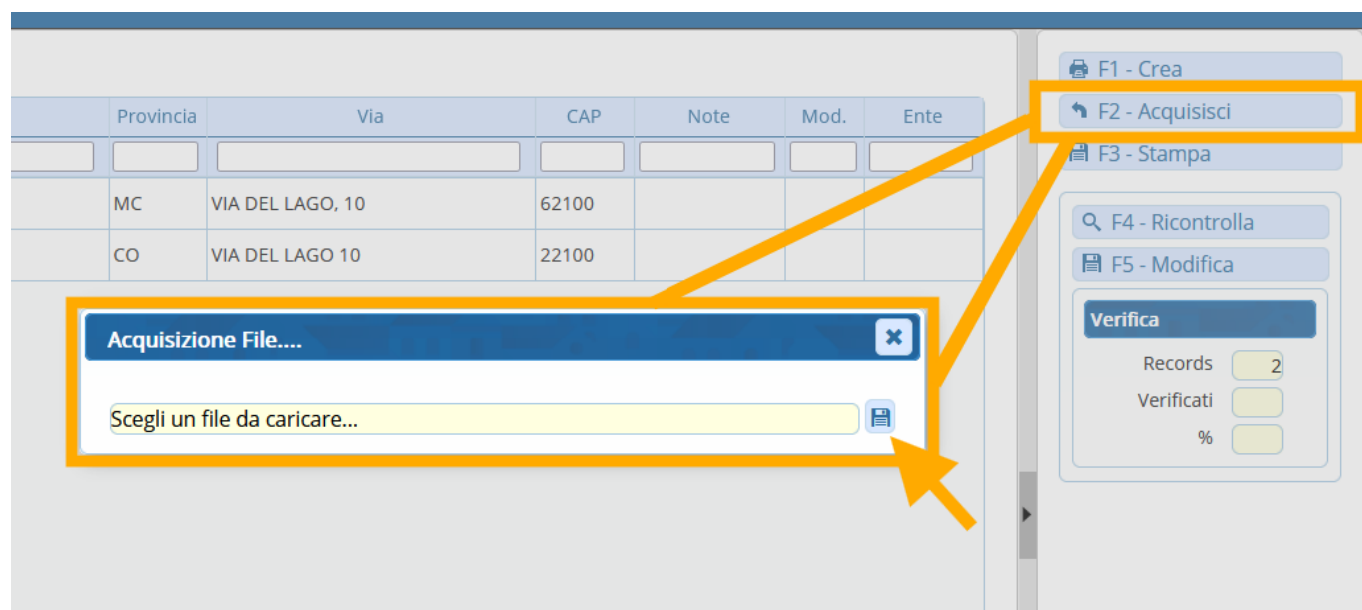 Provincia Via CAP Note Mod. Ente
MC VIA DEL LAGO, 10 62100
CO VIA DEL LAGO 10 22100
Acquisizione File....
Scegli un file da caricare...
F1 - Crea
F2 - Acquisisci
F3 - Stampa
F4 - Ricontrolla
F5 - Modifica
Verifica
Records 2
Verificati
%